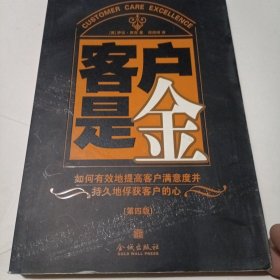 CUSTOMER CARE EXCELLENCE
客户
是金
如何有效地提高客户满意度并
持久地俘获客户的心
[第四版]
金城出版社
GOLD WALL PRESS